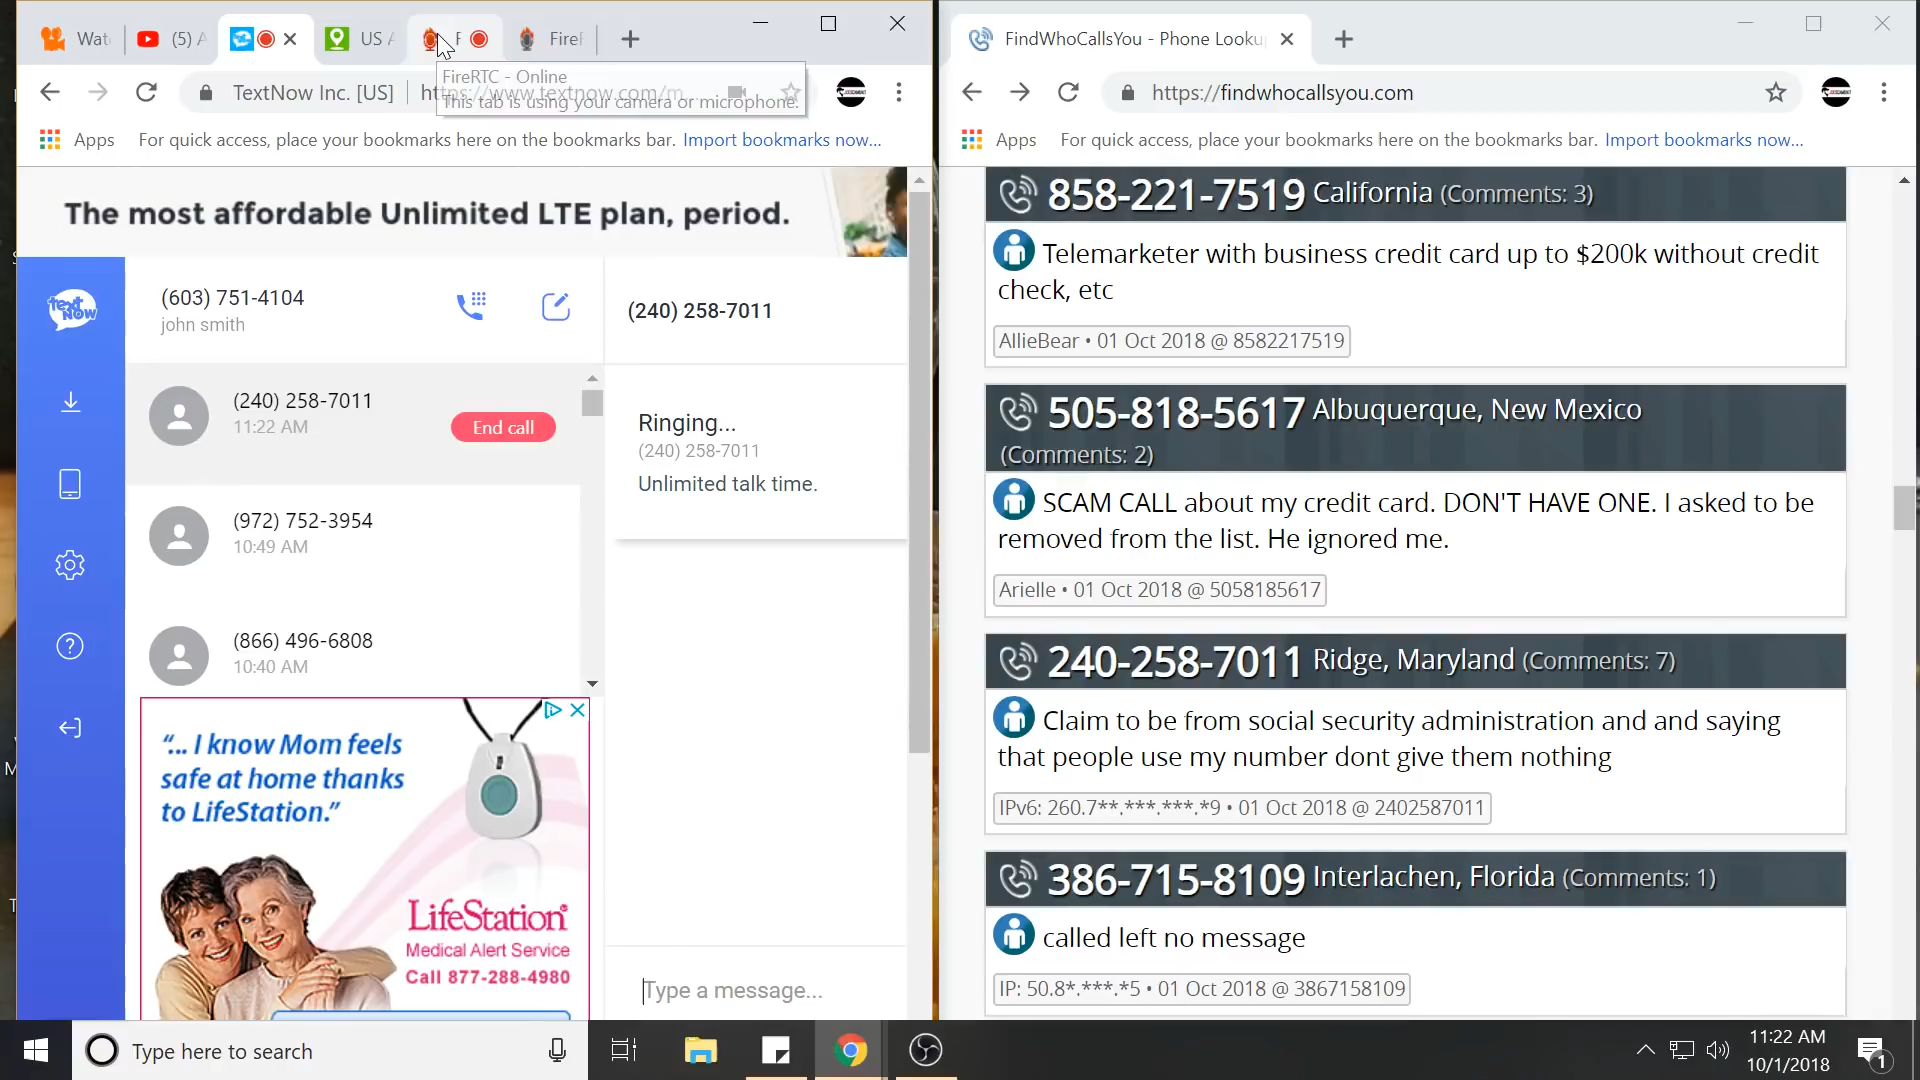 Wat
(5) A
US A
F
FireF
FireRTC - Online
This tab is using your camera or microphone.
TextNow Inc. [US]
https://www.textnow.com/m...
Apps
For quick access, place your bookmarks here on the bookmarks bar. Import bookmarks now...
The most affordable Unlimited LTE plan, period.
text
now
(603) 751-4104
john smith
(240) 258-7011
(240) 258-7011
11:22 AM
End call
Ringing...
(240) 258-7011
Unlimited talk time.
(972) 752-3954
10:49 AM
(866) 496-6808
10:40 AM
"... I know Mom feels
safe at home thanks
to LifeStation."
LifeStation®
Medical Alert Service
Call 877-288-4980
Type a message...
FindWhoCallsYou - Phone Looku
https://findwhocallsyou.com
Apps
For quick access, place your bookmarks here on the bookmarks bar. Import bookmarks now...
858-221-7519 California (Comments: 3)
Telemarketer with business credit card up to $200k without credit
check, etc
AllieBear • 01 Oct 2018 @ 8582217519
505-818-5617 Albuquerque, New Mexico
(Comments: 2)
SCAM CALL about my credit card. DON'T HAVE ONE. I asked to be
removed from the list. He ignored me.
Arielle • 01 Oct 2018 @ 5058185617
240-258-7011 Ridge, Maryland (Comments: 7)
Claim to be from social security administration and and saying
that people use my number dont give them nothing
IPv6: 260.7**.***.***.*9 • 01 Oct 2018 @ 2402587011
386-715-8109 Interlachen, Florida (Comments: 1)
called left no message
IP: 50.8*.***.*5 • 01 Oct 2018 @ 3867158109
Type here to search
11:22 AM
10/1/2018
1